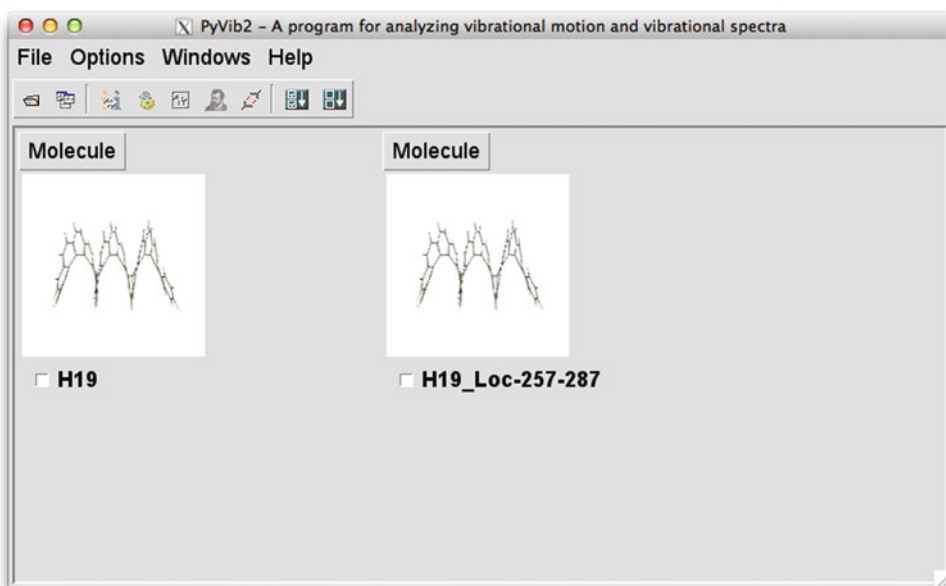 PyVib2 – A program for analyzing vibrational motion and vibrational spectra
File Options Windows Help
Molecule Molecule
H19 H19_Loc-257-287